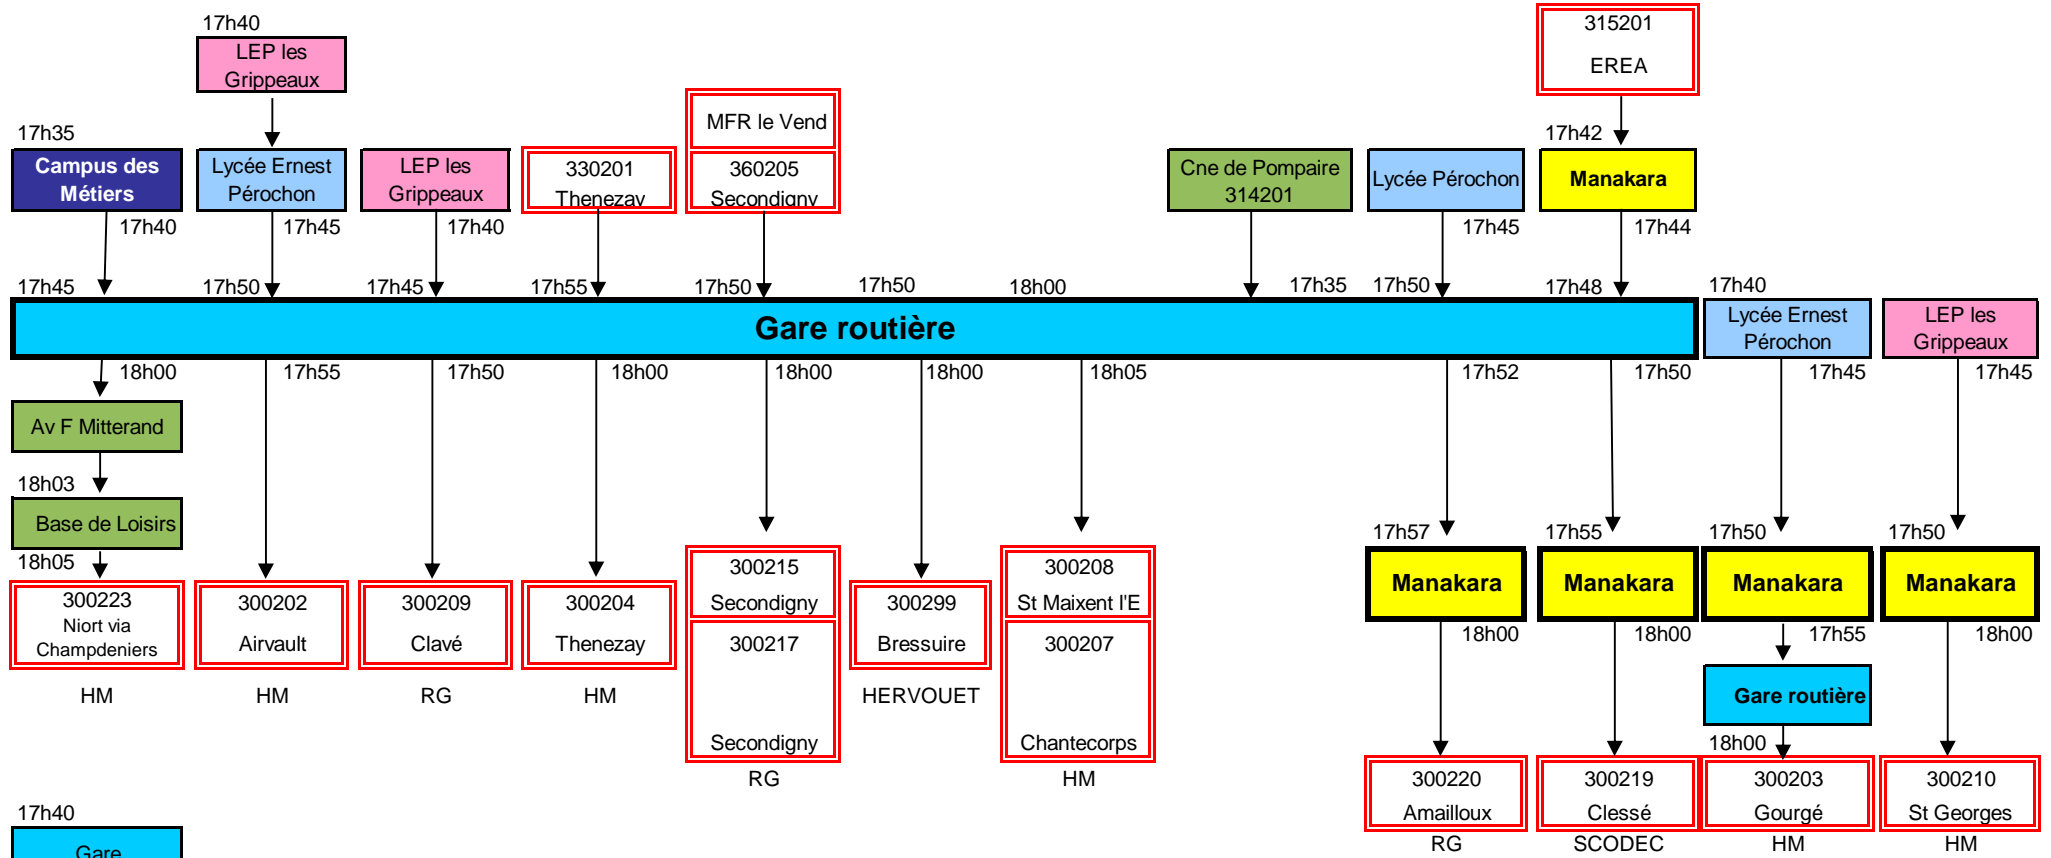 17h40
LEP les
Grippeaux
315201
EREA
17h35
MFR le Vend
17h42
Campus des
Métiers
Lycée Ernest
Pérochon
LEP les
Grippeaux
330201
Thenezay
360205
Secondigny
Cne de Pompaire
314201
Lycée Pérochon
Manakara
17h40 17h45 17h40 17h45 17h44
17h45 17h50 17h45 17h55 17h50 17h50 18h00 17h35 17h50 17h48 17h40
Gare routière
Lycée Ernest
Pérochon
LEP les
Grippeaux
18h00 17h55 17h50 18h00 18h00 18h00 18h05 17h52 17h50 17h45 17h45
Av F Mitterand
18h03
Base de Loisirs
18h05
17h57 17h55 17h50 17h50
Manakara Manakara Manakara Manakara
18h00 18h00 17h55 18h00
300223
Niort via
Champdeniers
HM
300202
Airvault
HM
300209
Clavé
RG
300204
Thenezay
HM
300215
Secondigny
300217
Secondigny
RG
300299
Bressuire
HERVOUET
300208
St Maixent l'E
300207
Chantecorps
HM
Gare routière
18h00
300220
Amailloux
RG
300219
Clessé
SCODEC
300203
Gourgé
HM
300210
St Georges
HM
17h40
Gare